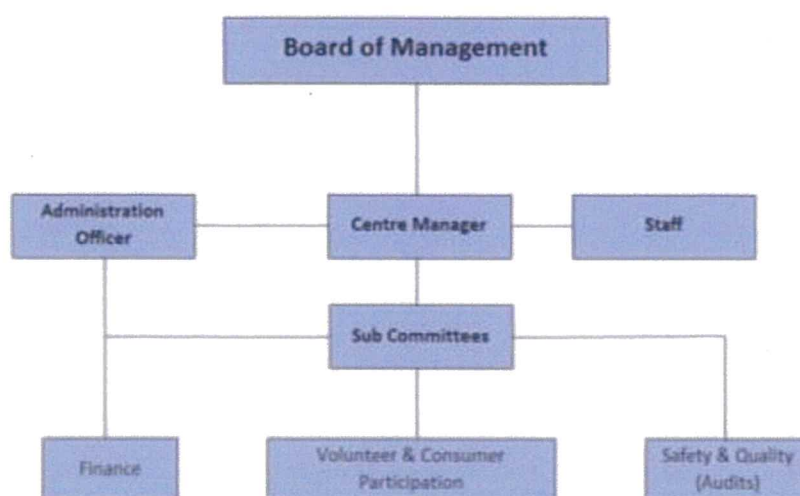 Board of Management
Administration
Officer
Centre Manager
Staff
Sub Committees
Finance
Volunteer & Consumer
Participation
Safety & Quality
(Audits)